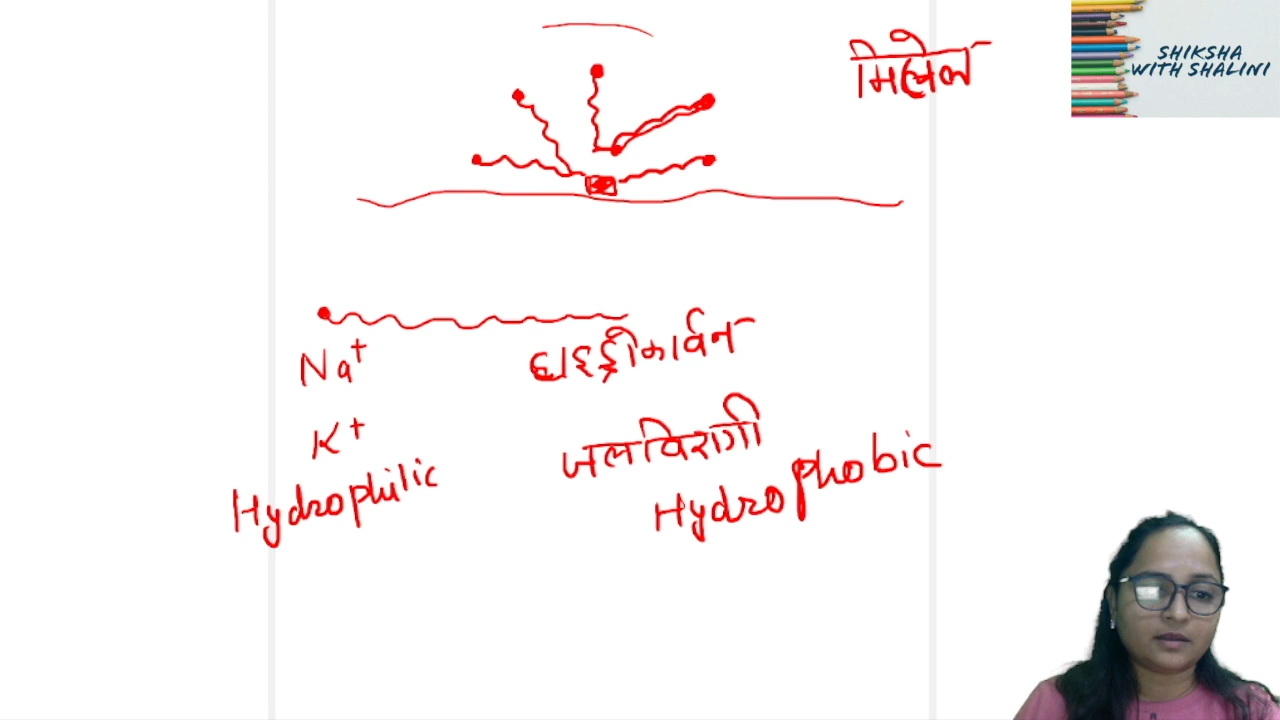 मिसेल
SHIKSHA
WITH SHALINI
Na⁺
हाइड्रोकार्बन
K⁺
जलविरागी
Hydrophilic
Hydrophobic